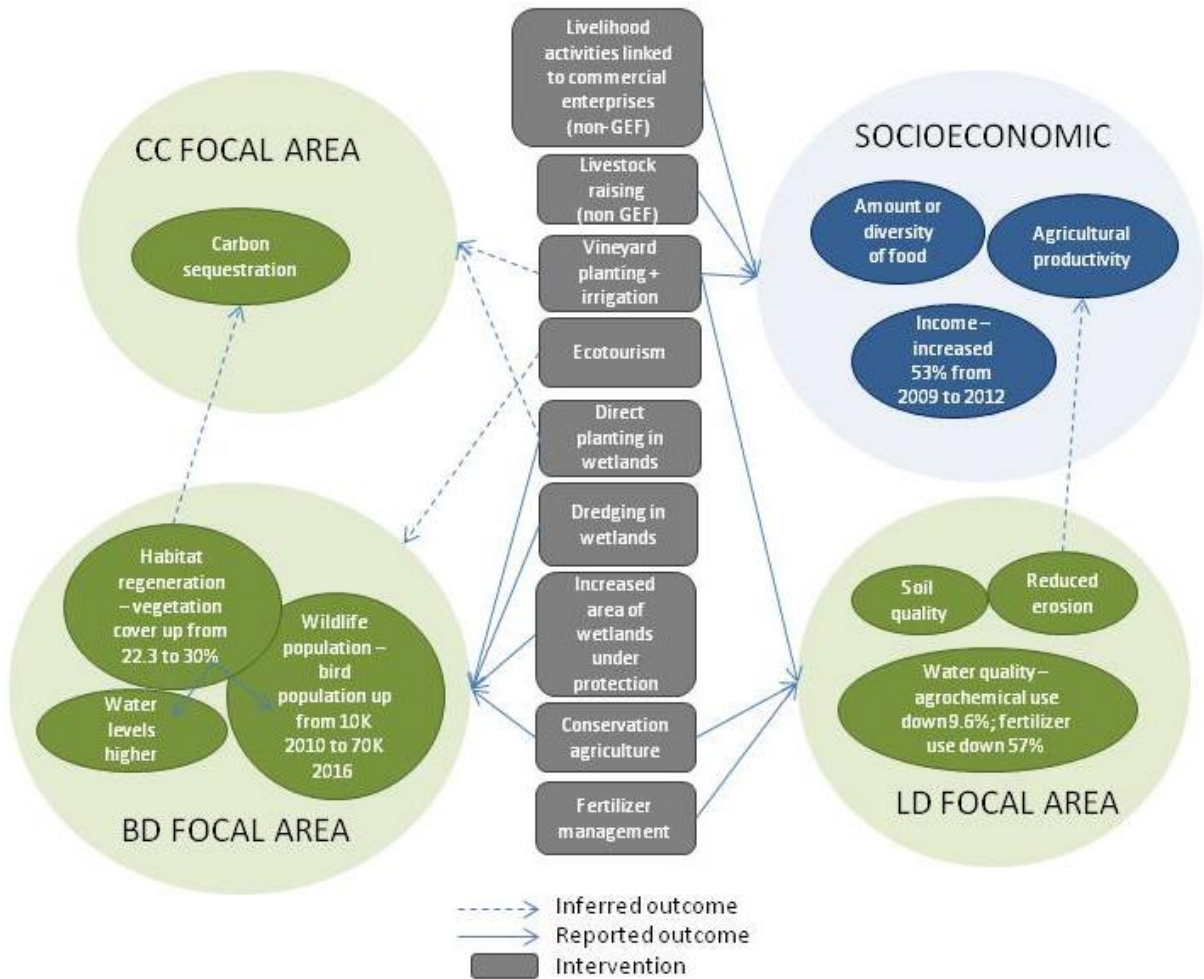 Livelihood
activities linked
to commercial
enterprises
(non-GEF)
Livestock
raising
(non GEF)
Vineyard
planting +
irrigation
Ecotourism
Direct
planting in
wetlands
Dredging in
wetlands
Increased
area of
wetlands
under
protection
Conservation
agriculture
Fertilizer
management
CC FOCAL AREA
Carbon
sequestration
SOCIOECONOMIC
Amount or
diversity
of food
Agricultural
productivity
Income –
increased
53% from
2009 to 2012
Habitat
regeneration
– vegetation
cover up from
22.3 to 30%
Wildlife
population –
bird
population up
from 10K
2010 to 70K
2016
Water
levels
higher
BD FOCAL AREA
Soil
quality
Reduced
erosion
Water quality –
agrochemical use
down 9.6%; fertilizer
use down 57%
LD FOCAL AREA
Inferred outcome
Reported outcome
Intervention